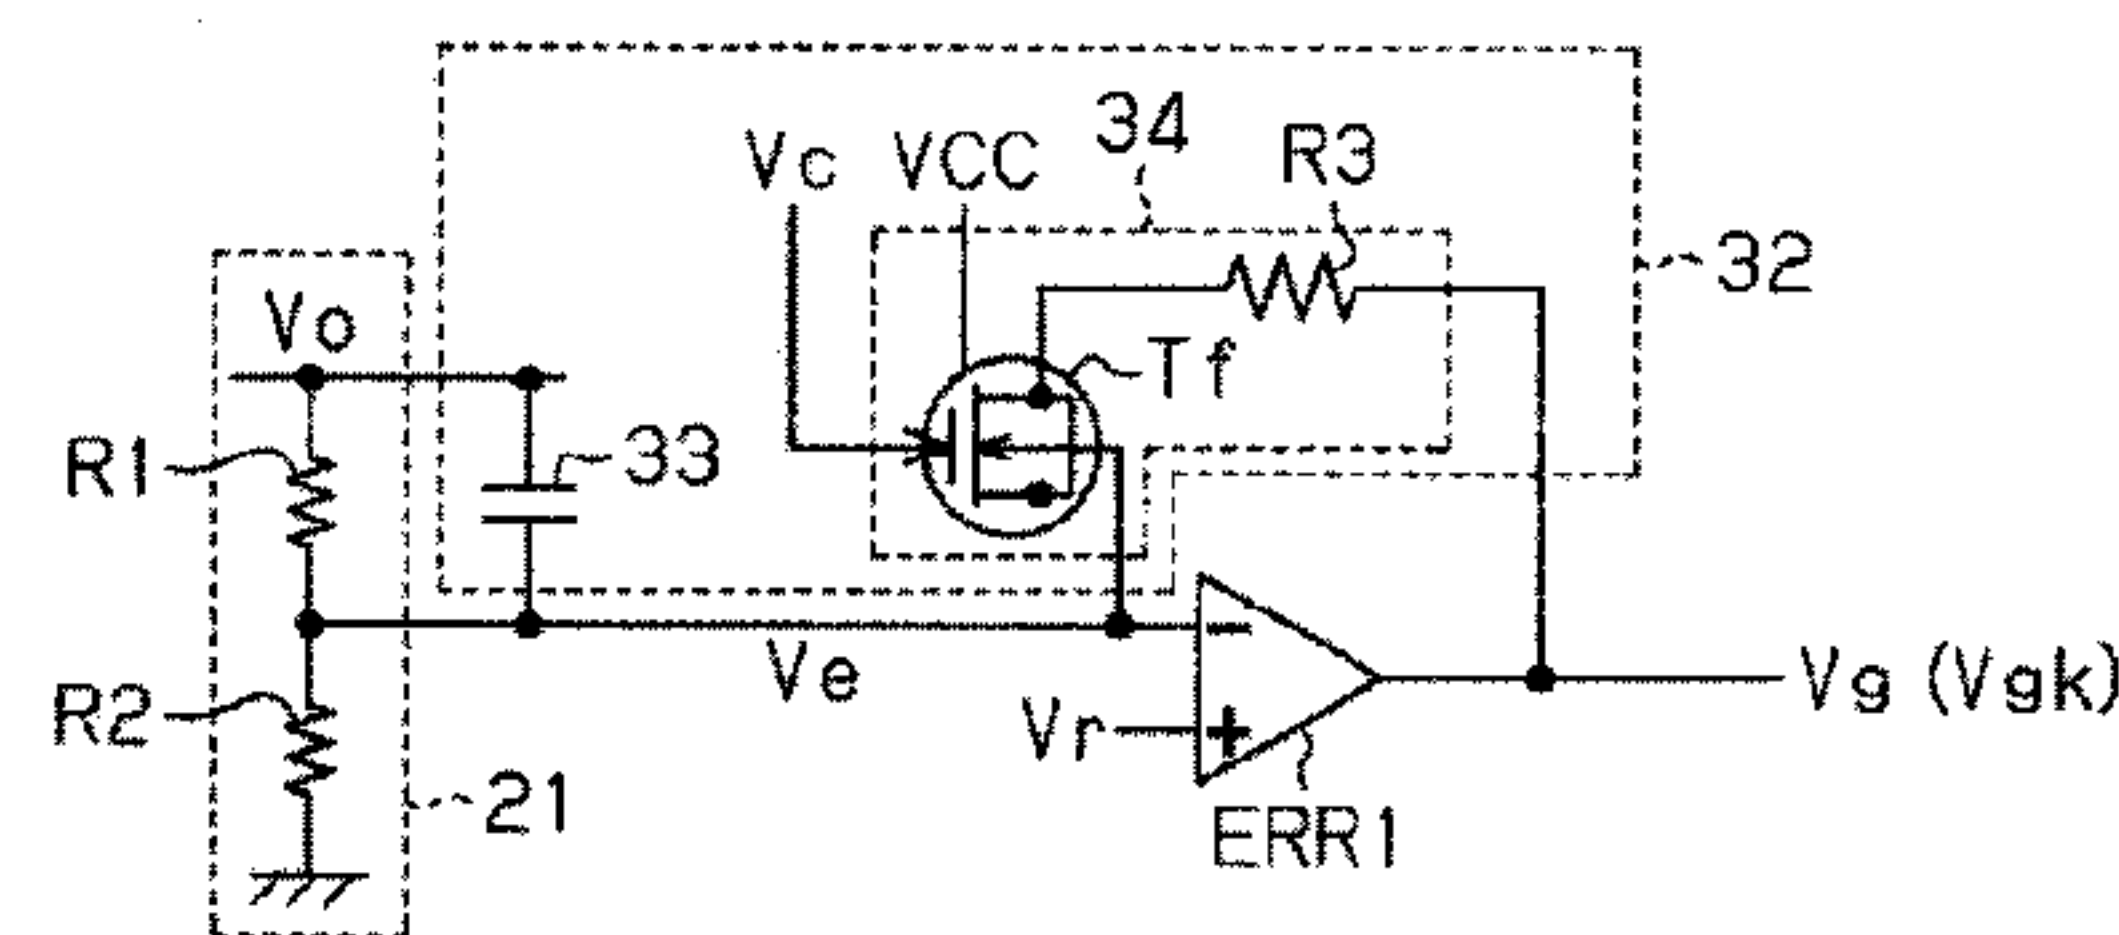 34
Vc
VCC
R3
32
Vo
Tf
R1
33
Ve
R2
Vr
−
+
Vg (Vgk)
21
ERR1